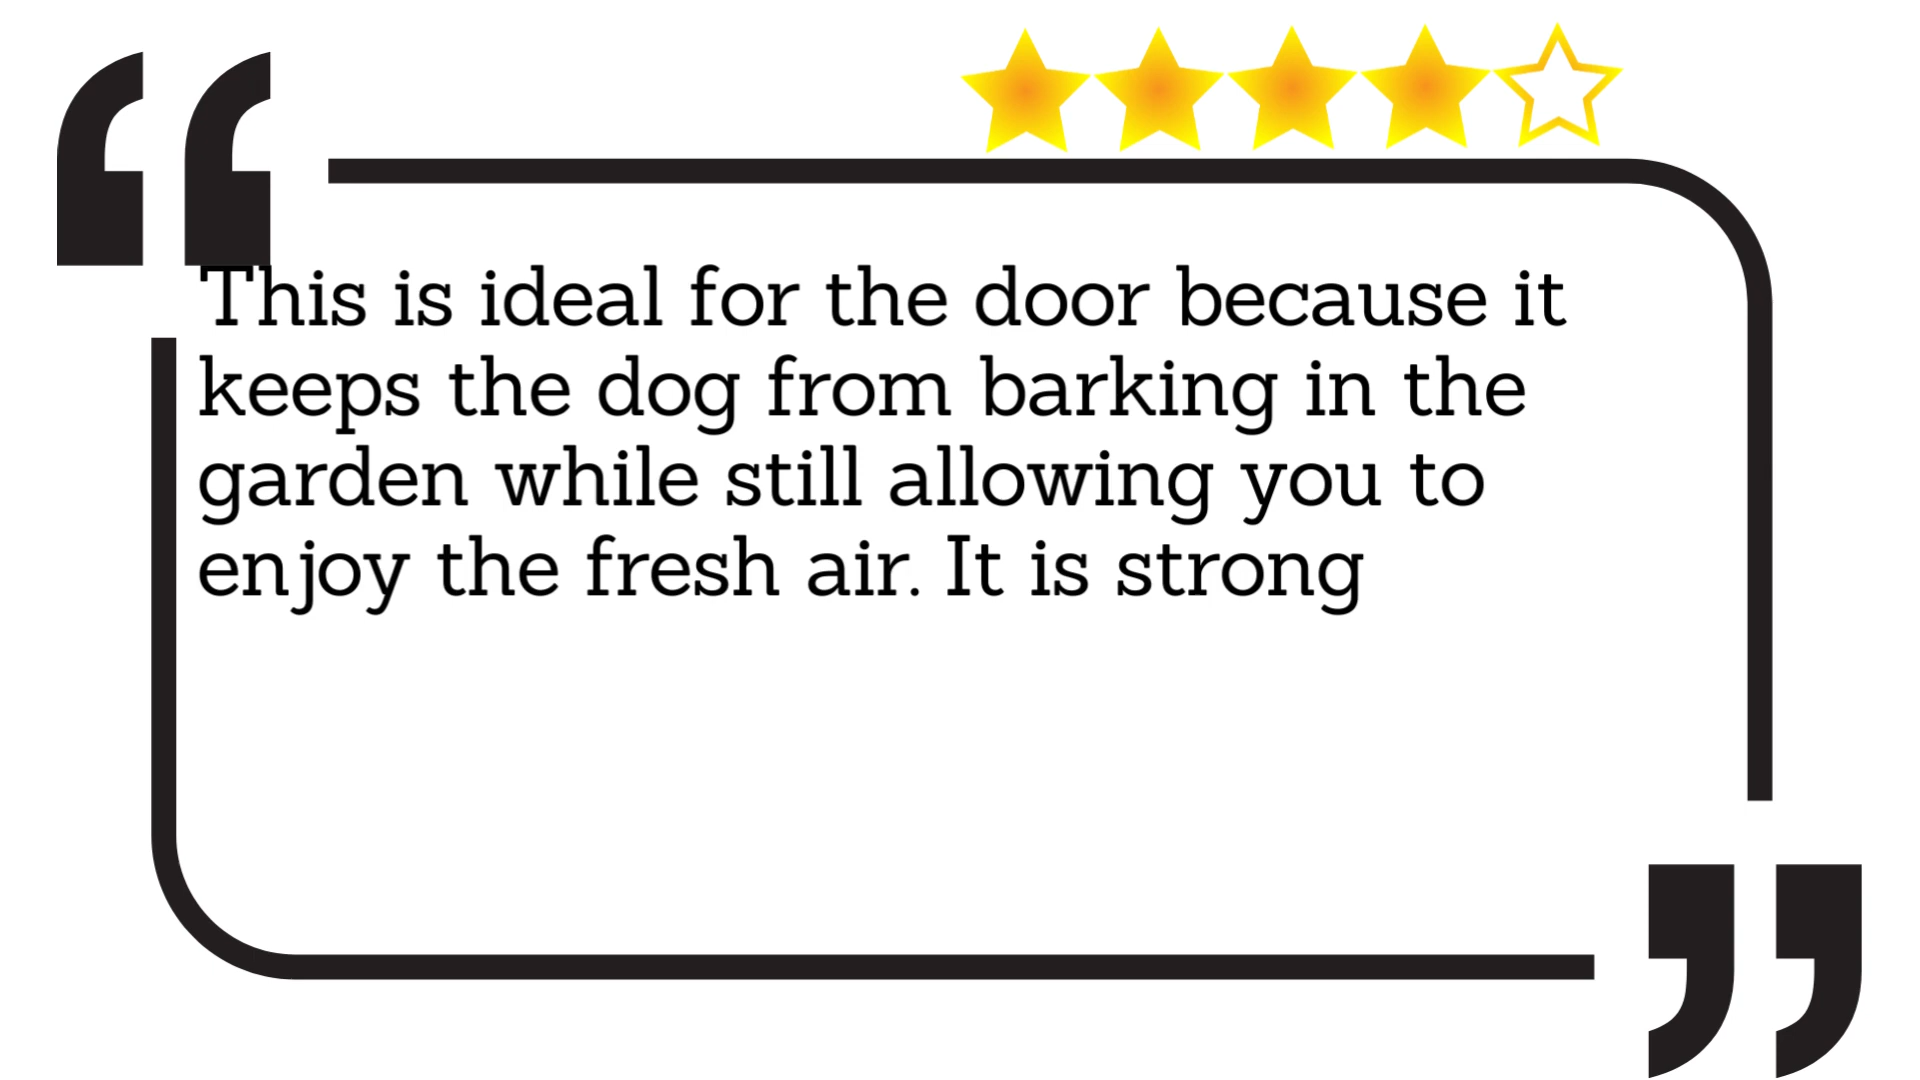 This is ideal for the door because it
keeps the dog from barking in the
garden while still allowing you to
enjoy the fresh air. It is strong